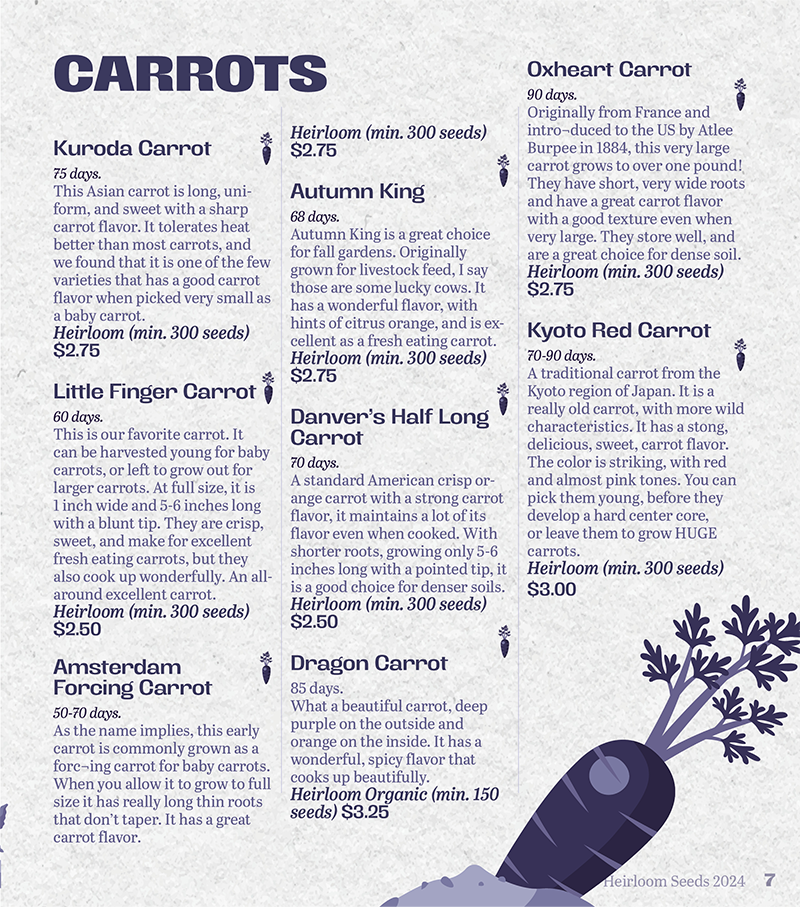 CARROTS
Kuroda Carrot
75 days.
This Asian carrot is long, uni-
form, and sweet with a sharp
carrot flavor. It tolerates heat
better than most carrots, and
we found that it is one of the few
varieties that has a good carrot
flavor when picked very small as
a baby carrot.
Heirloom (min. 300 seeds)
$2.75
Little Finger Carrot
60 days.
This is our favorite carrot. It
can be harvested young for baby
carrots, or left to grow out for
larger carrots. At full size, it is
1 inch wide and 5-6 inches long
with a blunt tip. They are crisp,
sweet, and make for excellent
fresh eating carrots, but they
also cook up wonderfully. An all-
around excellent carrot.
Heirloom (min. 300 seeds)
$2.50
Amsterdam
Forcing Carrot
50-70 days.
As the name implies, this early
carrot is commonly grown as a
forc¬ing carrot for baby carrots.
When you allow it to grow to full
size it has really long thin roots
that don't taper. It has a great
carrot flavor.
Heirloom (min. 300 seeds)
$2.75
Autumn King
68 days.
Autumn King is a great choice
for fall gardens. Originally
grown for livestock feed, I say
those are some lucky cows. It
has a wonderful flavor, with
hints of citrus orange, and is ex-
cellent as a fresh eating carrot.
Heirloom (min. 300 seeds)
$2.75
Danver's Half Long
Carrot
70 days.
A standard American crisp or-
ange carrot with a strong carrot
flavor, it maintains a lot of its
flavor even when cooked. With
shorter roots, growing only 5-6
inches long with a pointed tip, it
is a good choice for denser soils.
Heirloom (min. 300 seeds)
$2.50
Dragon Carrot
85 days.
What a beautiful carrot, deep
purple on the outside and
orange on the inside. It has a
wonderful, spicy flavor that
cooks up beautifully.
Heirloom Organic (min. 150
seeds) $3.25
Oxheart Carrot
90 days.
Originally from France and
intro¬duced to the US by Atlee
Burpee in 1884, this very large
carrot grows to over one pound!
They have short, very wide roots
and have a great carrot flavor
with a good texture even when
very large. They store well, and
are a great choice for dense soil.
Heirloom (min. 300 seeds)
$2.75
Kyoto Red Carrot
70-90 days.
A traditional carrot from the
Kyoto region of Japan. It is a
really old carrot, with more wild
characteristics. It has a stong,
delicious, sweet, carrot flavor.
The color is striking, with red
and almost pink tones. You can
pick them young, before they
develop a hard center core,
or leave them to grow HUGE
carrots.
Heirloom (min. 300 seeds)
$3.00
Heirloom Seeds 2024 7